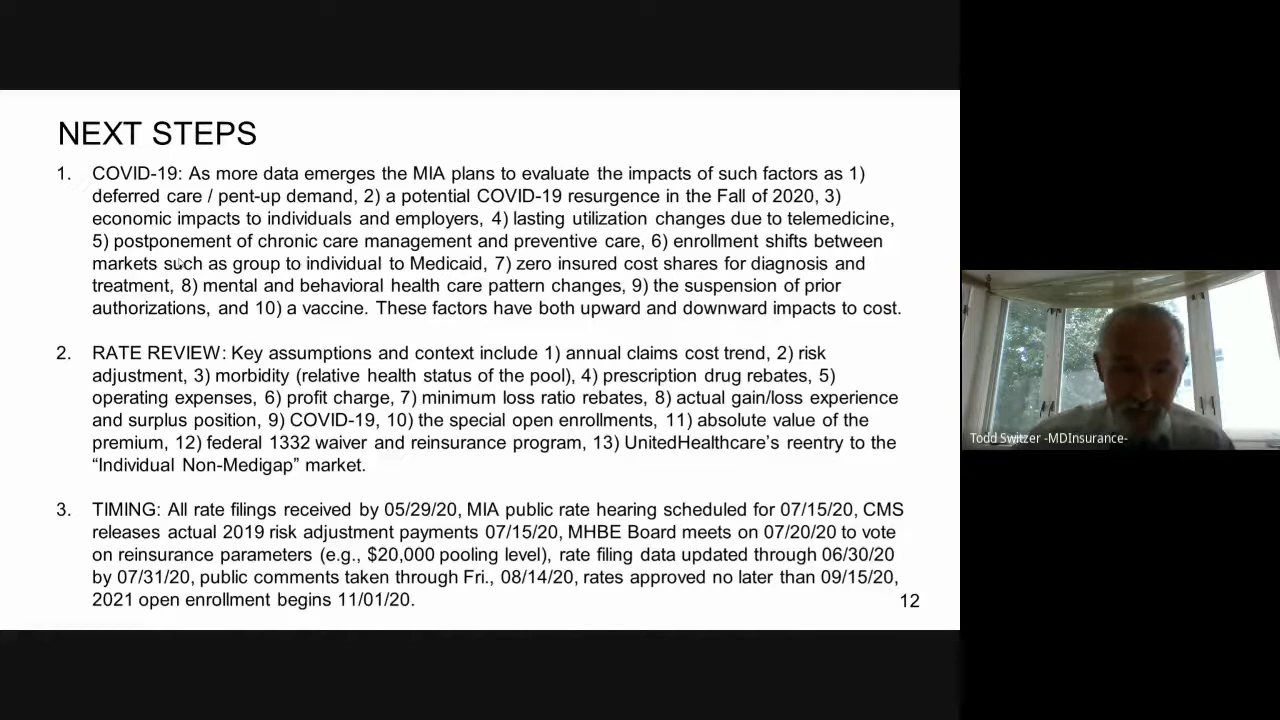 NEXT STEPS
1. COVID-19: As more data emerges the MIA plans to evaluate the impacts of such factors as 1)
deferred care / pent-up demand, 2) a potential COVID-19 resurgence in the Fall of 2020, 3)
economic impacts to individuals and employers, 4) lasting utilization changes due to telemedicine,
5) postponement of chronic care management and preventive care, 6) enrollment shifts between
markets such as group to individual to Medicaid, 7) zero insured cost shares for diagnosis and
treatment, 8) mental and behavioral health care pattern changes, 9) the suspension of prior
authorizations, and 10) a vaccine. These factors have both upward and downward impacts to cost.
2. RATE REVIEW: Key assumptions and context include 1) annual claims cost trend, 2) risk
adjustment, 3) morbidity (relative health status of the pool), 4) prescription drug rebates, 5)
operating expenses, 6) profit charge, 7) minimum loss ratio rebates, 8) actual gain/loss experience
and surplus position, 9) COVID-19, 10) the special open enrollments, 11) absolute value of the
premium, 12) federal 1332 waiver and reinsurance program, 13) UnitedHealthcare's reentry to the
“Individual Non-Medigap” market.
3. TIMING: All rate filings received by 05/29/20, MIA public rate hearing scheduled for 07/15/20, CMS
releases actual 2019 risk adjustment payments 07/15/20, MHBE Board meets on 07/20/20 to vote
on reinsurance parameters (e.g., $20,000 pooling level), rate filing data updated through 06/30/20
by 07/31/20, public comments taken through Fri., 08/14/20, rates approved no later than 09/15/20,
2021 open enrollment begins 11/01/20.
12
Todd Switzer -MDInsurance-